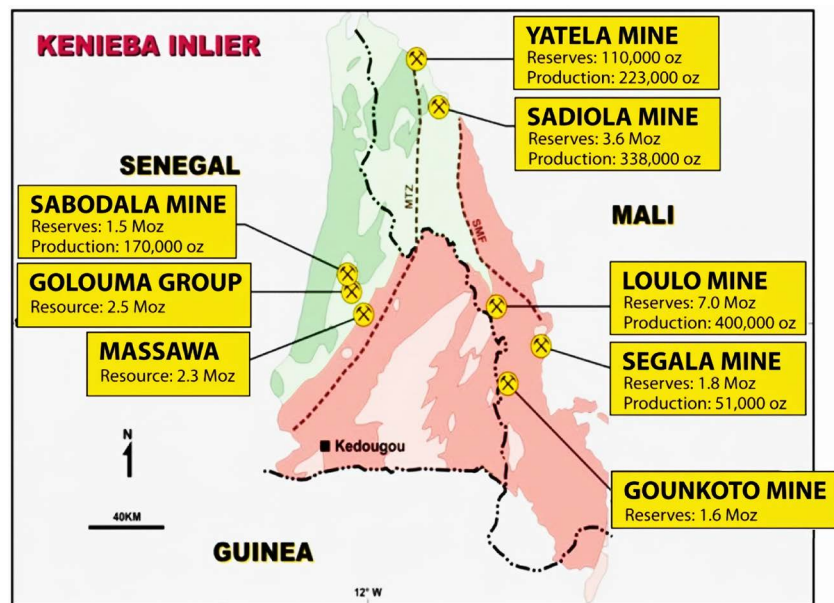 KENIEBA INLIER
YATELA MINE
Reserves: 110,000 oz
Production: 223,000 oz
SADIOLA MINE
Reserves: 3.6 Moz
Production: 338,000 oz
SENEGAL
MTZ
SMF
MALI
SABODALA MINE
Reserves: 1.5 Moz
Production: 170,000 oz
GOLOUMA GROUP
Resource: 2.5 Moz
MASSAWA
Resource: 2.3 Moz
LOULO MINE
Reserves: 7.0 Moz
Production: 400,000 oz
SEGALA MINE
Reserves: 1.8 Moz
Production: 51,000 oz
GOUNKOTO MINE
Reserves: 1.6 Moz
Kedougou
N
40KM
GUINEA
12° W